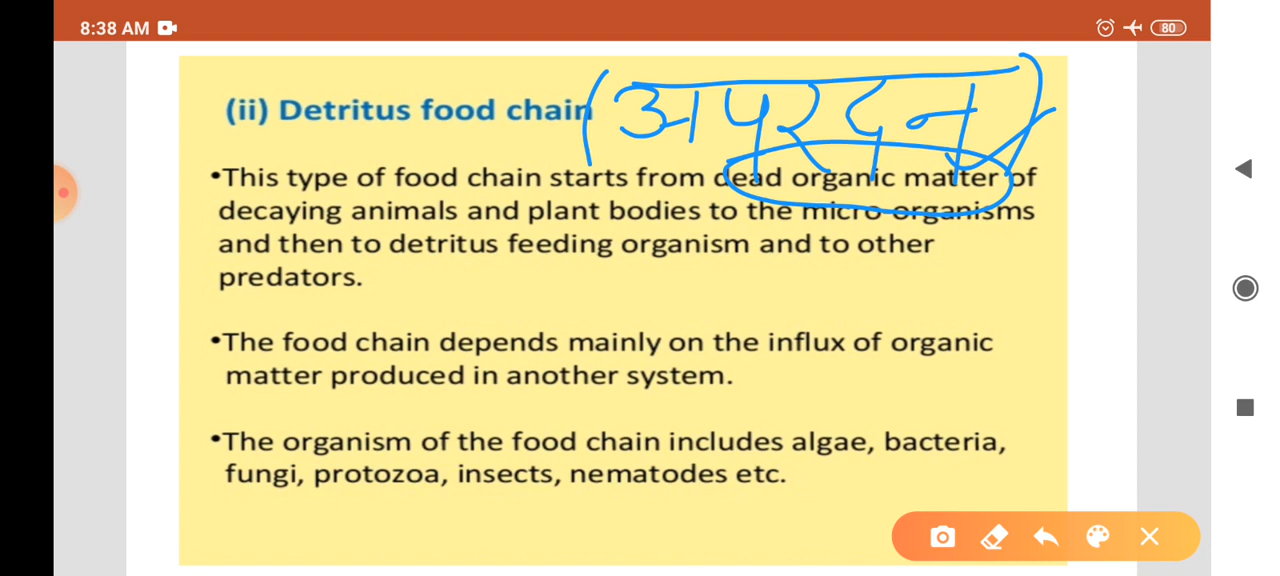 8:38 AM
80
(ii) Detritus food chain (अपरदन)
•This type of food chain starts from dead organic matter of
decaying animals and plant bodies to the micro organisms
and then to detritus feeding organism and to other
predators.
•The food chain depends mainly on the influx of organic
matter produced in another system.
•The organism of the food chain includes algae, bacteria,
fungi, protozoa, insects, nematodes etc.